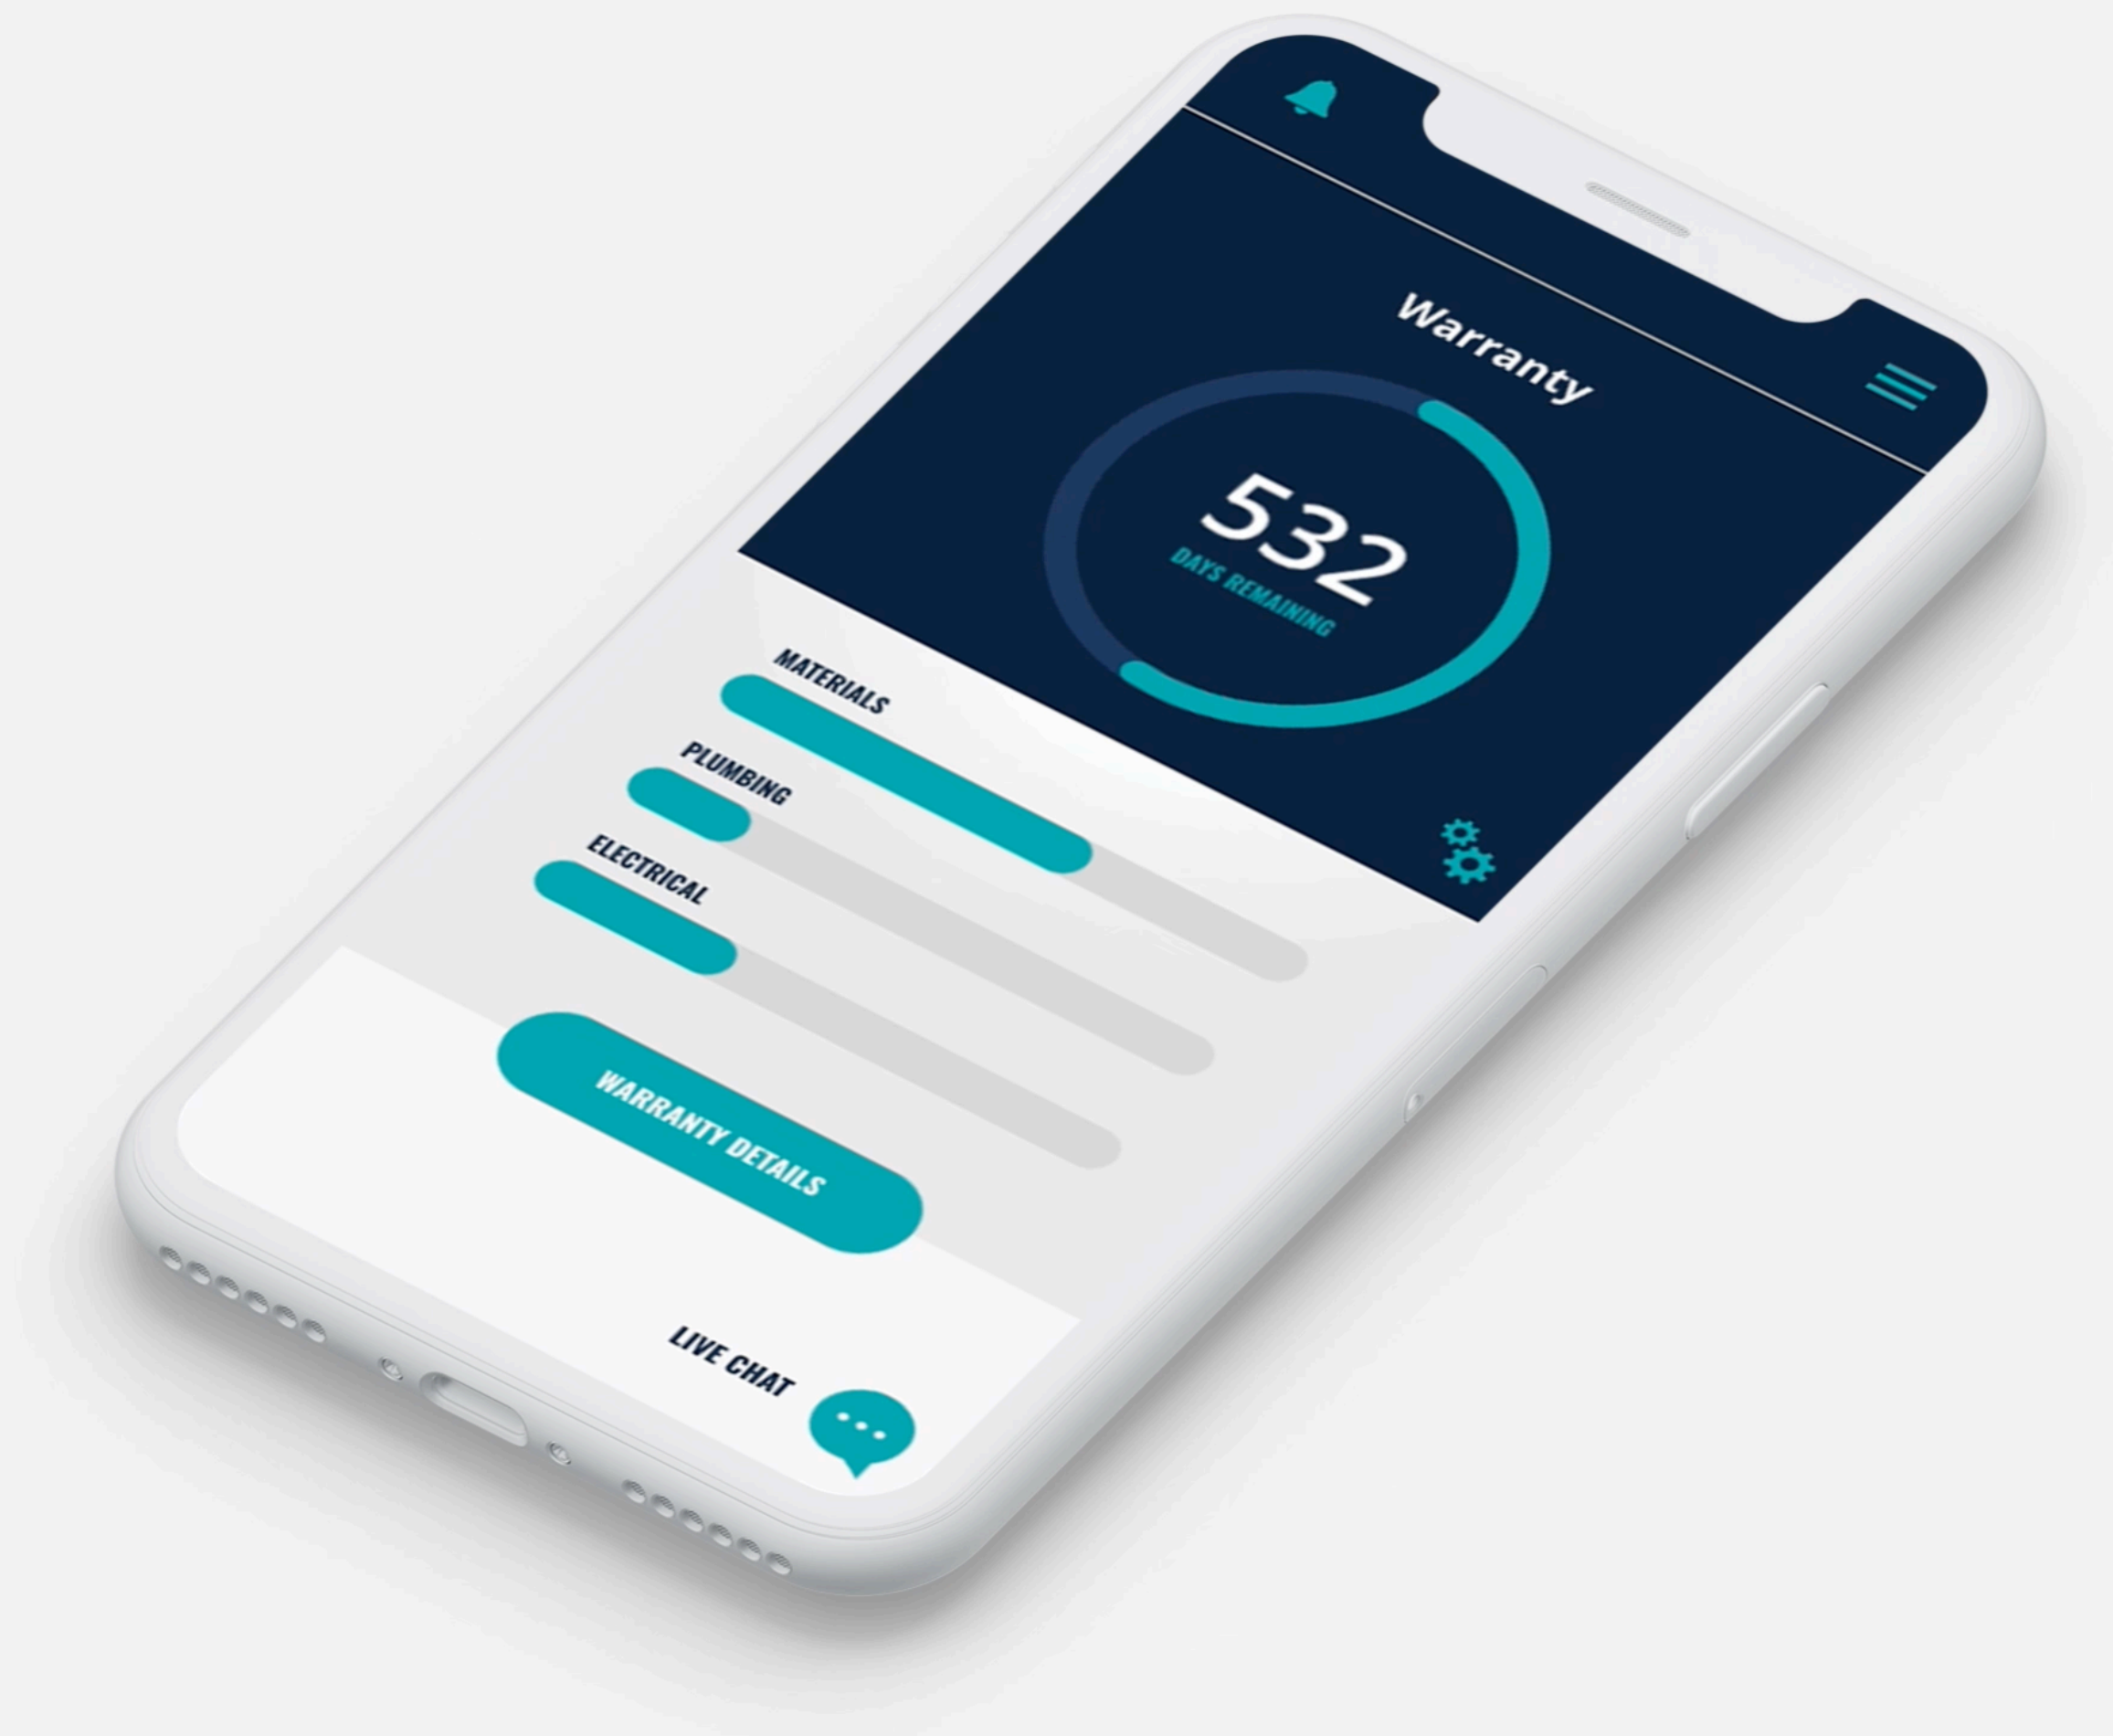 Warranty
532
DAYS REMAINING
MATERIALS
PLUMBING
ELECTRICAL
WARRANTY DETAILS
LIVE CHAT